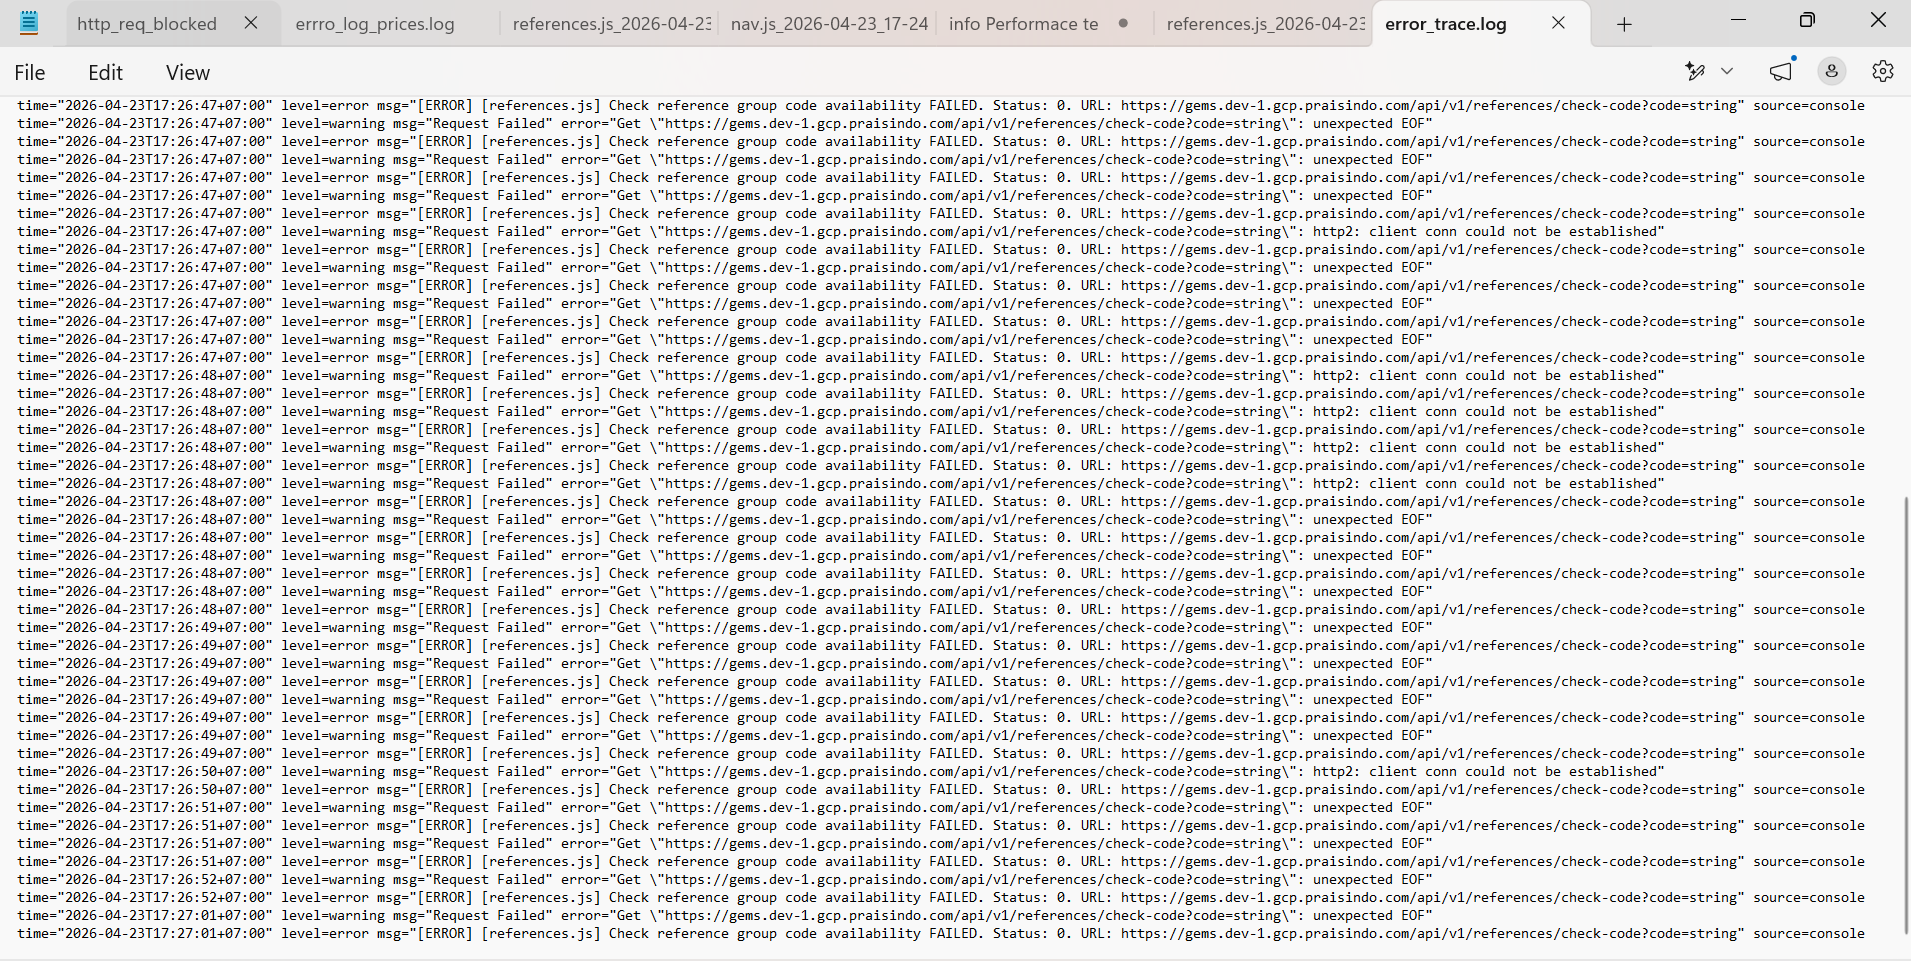 http_req_blocked
errro_log_prices.log
references.js_2026-04-23
nav.js_2026-04-23_17-24
info Performace te
references.js_2026-04-23
error_trace.log
File Edit View
time="2026-04-23T17:26:47+07:00" level=error msg="[ERROR] [references.js] Check reference group code availability FAILED. Status: 0. URL: https://gems.dev-1.gcp.praisindo.com/api/v1/references/check-code?code=string" source=console
time="2026-04-23T17:26:47+07:00" level=warning msg="Request Failed" error="Get \"https://gems.dev-1.gcp.praisindo.com/api/v1/references/check-code?code=string\": unexpected EOF"
time="2026-04-23T17:26:47+07:00" level=error msg="[ERROR] [references.js] Check reference group code availability FAILED. Status: 0. URL: https://gems.dev-1.gcp.praisindo.com/api/v1/references/check-code?code=string" source=console
time="2026-04-23T17:26:47+07:00" level=warning msg="Request Failed" error="Get \"https://gems.dev-1.gcp.praisindo.com/api/v1/references/check-code?code=string\": unexpected EOF"
time="2026-04-23T17:26:47+07:00" level=error msg="[ERROR] [references.js] Check reference group code availability FAILED. Status: 0. URL: https://gems.dev-1.gcp.praisindo.com/api/v1/references/check-code?code=string" source=console
time="2026-04-23T17:26:47+07:00" level=warning msg="Request Failed" error="Get \"https://gems.dev-1.gcp.praisindo.com/api/v1/references/check-code?code=string\": unexpected EOF"
time="2026-04-23T17:26:47+07:00" level=error msg="[ERROR] [references.js] Check reference group code availability FAILED. Status: 0. URL: https://gems.dev-1.gcp.praisindo.com/api/v1/references/check-code?code=string" source=console
time="2026-04-23T17:26:47+07:00" level=warning msg="Request Failed" error="Get \"https://gems.dev-1.gcp.praisindo.com/api/v1/references/check-code?code=string\": http2: client conn could not be established"
time="2026-04-23T17:26:47+07:00" level=error msg="[ERROR] [references.js] Check reference group code availability FAILED. Status: 0. URL: https://gems.dev-1.gcp.praisindo.com/api/v1/references/check-code?code=string" source=console
time="2026-04-23T17:26:47+07:00" level=warning msg="Request Failed" error="Get \"https://gems.dev-1.gcp.praisindo.com/api/v1/references/check-code?code=string\": unexpected EOF"
time="2026-04-23T17:26:47+07:00" level=error msg="[ERROR] [references.js] Check reference group code availability FAILED. Status: 0. URL: https://gems.dev-1.gcp.praisindo.com/api/v1/references/check-code?code=string" source=console
time="2026-04-23T17:26:47+07:00" level=warning msg="Request Failed" error="Get \"https://gems.dev-1.gcp.praisindo.com/api/v1/references/check-code?code=string\": unexpected EOF"
time="2026-04-23T17:26:47+07:00" level=error msg="[ERROR] [references.js] Check reference group code availability FAILED. Status: 0. URL: https://gems.dev-1.gcp.praisindo.com/api/v1/references/check-code?code=string" source=console
time="2026-04-23T17:26:47+07:00" level=warning msg="Request Failed" error="Get \"https://gems.dev-1.gcp.praisindo.com/api/v1/references/check-code?code=string\": unexpected EOF"
time="2026-04-23T17:26:47+07:00" level=error msg="[ERROR] [references.js] Check reference group code availability FAILED. Status: 0. URL: https://gems.dev-1.gcp.praisindo.com/api/v1/references/check-code?code=string" source=console
time="2026-04-23T17:26:48+07:00" level=warning msg="Request Failed" error="Get \"https://gems.dev-1.gcp.praisindo.com/api/v1/references/check-code?code=string\": http2: client conn could not be established"
time="2026-04-23T17:26:48+07:00" level=error msg="[ERROR] [references.js] Check reference group code availability FAILED. Status: 0. URL: https://gems.dev-1.gcp.praisindo.com/api/v1/references/check-code?code=string" source=console
time="2026-04-23T17:26:48+07:00" level=warning msg="Request Failed" error="Get \"https://gems.dev-1.gcp.praisindo.com/api/v1/references/check-code?code=string\": http2: client conn could not be established"
time="2026-04-23T17:26:48+07:00" level=error msg="[ERROR] [references.js] Check reference group code availability FAILED. Status: 0. URL: https://gems.dev-1.gcp.praisindo.com/api/v1/references/check-code?code=string" source=console
time="2026-04-23T17:26:48+07:00" level=warning msg="Request Failed" error="Get \"https://gems.dev-1.gcp.praisindo.com/api/v1/references/check-code?code=string\": http2: client conn could not be established"
time="2026-04-23T17:26:48+07:00" level=error msg="[ERROR] [references.js] Check reference group code availability FAILED. Status: 0. URL: https://gems.dev-1.gcp.praisindo.com/api/v1/references/check-code?code=string" source=console
time="2026-04-23T17:26:48+07:00" level=warning msg="Request Failed" error="Get \"https://gems.dev-1.gcp.praisindo.com/api/v1/references/check-code?code=string\": http2: client conn could not be established"
time="2026-04-23T17:26:48+07:00" level=error msg="[ERROR] [references.js] Check reference group code availability FAILED. Status: 0. URL: https://gems.dev-1.gcp.praisindo.com/api/v1/references/check-code?code=string" source=console
time="2026-04-23T17:26:48+07:00" level=warning msg="Request Failed" error="Get \"https://gems.dev-1.gcp.praisindo.com/api/v1/references/check-code?code=string\": unexpected EOF"
time="2026-04-23T17:26:48+07:00" level=error msg="[ERROR] [references.js] Check reference group code availability FAILED. Status: 0. URL: https://gems.dev-1.gcp.praisindo.com/api/v1/references/check-code?code=string" source=console
time="2026-04-23T17:26:48+07:00" level=warning msg="Request Failed" error="Get \"https://gems.dev-1.gcp.praisindo.com/api/v1/references/check-code?code=string\": unexpected EOF"
time="2026-04-23T17:26:48+07:00" level=error msg="[ERROR] [references.js] Check reference group code availability FAILED. Status: 0. URL: https://gems.dev-1.gcp.praisindo.com/api/v1/references/check-code?code=string" source=console
time="2026-04-23T17:26:48+07:00" level=warning msg="Request Failed" error="Get \"https://gems.dev-1.gcp.praisindo.com/api/v1/references/check-code?code=string\": unexpected EOF"
time="2026-04-23T17:26:48+07:00" level=error msg="[ERROR] [references.js] Check reference group code availability FAILED. Status: 0. URL: https://gems.dev-1.gcp.praisindo.com/api/v1/references/check-code?code=string" source=console
time="2026-04-23T17:26:49+07:00" level=warning msg="Request Failed" error="Get \"https://gems.dev-1.gcp.praisindo.com/api/v1/references/check-code?code=string\": unexpected EOF"
time="2026-04-23T17:26:49+07:00" level=error msg="[ERROR] [references.js] Check reference group code availability FAILED. Status: 0. URL: https://gems.dev-1.gcp.praisindo.com/api/v1/references/check-code?code=string" source=console
time="2026-04-23T17:26:49+07:00" level=warning msg="Request Failed" error="Get \"https://gems.dev-1.gcp.praisindo.com/api/v1/references/check-code?code=string\": unexpected EOF"
time="2026-04-23T17:26:49+07:00" level=error msg="[ERROR] [references.js] Check reference group code availability FAILED. Status: 0. URL: https://gems.dev-1.gcp.praisindo.com/api/v1/references/check-code?code=string" source=console
time="2026-04-23T17:26:49+07:00" level=warning msg="Request Failed" error="Get \"https://gems.dev-1.gcp.praisindo.com/api/v1/references/check-code?code=string\": unexpected EOF"
time="2026-04-23T17:26:49+07:00" level=error msg="[ERROR] [references.js] Check reference group code availability FAILED. Status: 0. URL: https://gems.dev-1.gcp.praisindo.com/api/v1/references/check-code?code=string" source=console
time="2026-04-23T17:26:49+07:00" level=warning msg="Request Failed" error="Get \"https://gems.dev-1.gcp.praisindo.com/api/v1/references/check-code?code=string\": unexpected EOF"
time="2026-04-23T17:26:49+07:00" level=error msg="[ERROR] [references.js] Check reference group code availability FAILED. Status: 0. URL: https://gems.dev-1.gcp.praisindo.com/api/v1/references/check-code?code=string" source=console
time="2026-04-23T17:26:50+07:00" level=warning msg="Request Failed" error="Get \"https://gems.dev-1.gcp.praisindo.com/api/v1/references/check-code?code=string\": http2: client conn could not be established"
time="2026-04-23T17:26:50+07:00" level=error msg="[ERROR] [references.js] Check reference group code availability FAILED. Status: 0. URL: https://gems.dev-1.gcp.praisindo.com/api/v1/references/check-code?code=string" source=console
time="2026-04-23T17:26:51+07:00" level=warning msg="Request Failed" error="Get \"https://gems.dev-1.gcp.praisindo.com/api/v1/references/check-code?code=string\": unexpected EOF"
time="2026-04-23T17:26:51+07:00" level=error msg="[ERROR] [references.js] Check reference group code availability FAILED. Status: 0. URL: https://gems.dev-1.gcp.praisindo.com/api/v1/references/check-code?code=string" source=console
time="2026-04-23T17:26:51+07:00" level=warning msg="Request Failed" error="Get \"https://gems.dev-1.gcp.praisindo.com/api/v1/references/check-code?code=string\": unexpected EOF"
time="2026-04-23T17:26:51+07:00" level=error msg="[ERROR] [references.js] Check reference group code availability FAILED. Status: 0. URL: https://gems.dev-1.gcp.praisindo.com/api/v1/references/check-code?code=string" source=console
time="2026-04-23T17:26:52+07:00" level=warning msg="Request Failed" error="Get \"https://gems.dev-1.gcp.praisindo.com/api/v1/references/check-code?code=string\": unexpected EOF"
time="2026-04-23T17:26:52+07:00" level=error msg="[ERROR] [references.js] Check reference group code availability FAILED. Status: 0. URL: https://gems.dev-1.gcp.praisindo.com/api/v1/references/check-code?code=string" source=console
time="2026-04-23T17:27:01+07:00" level=warning msg="Request Failed" error="Get \"https://gems.dev-1.gcp.praisindo.com/api/v1/references/check-code?code=string\": unexpected EOF"
time="2026-04-23T17:27:01+07:00" level=error msg="[ERROR] [references.js] Check reference group code availability FAILED. Status: 0. URL: https://gems.dev-1.gcp.praisindo.com/api/v1/references/check-code?code=string" source=console